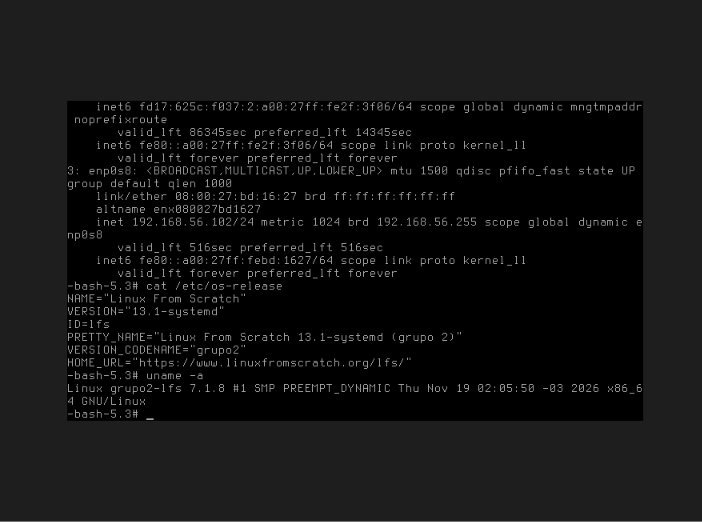 inet6 fd17:625c:f037:2:a00:27ff:fe2f:3f06/64 scope global dynamic mngtmpaddr
noprefixroute
valid_lft 86345sec preferred_lft 14345sec
inet6 fe80::a00:27ff:fe2f:3f06/64 scope link proto kernel_ll
valid_lft forever preferred_lft forever
3: enp0s8: <BROADCAST,MULTICAST,UP,LOWER_UP> mtu 1500 qdisc pfifo_fast state UP
group default qlen 1000
link/ether 08:00:27:bd:16:27 brd ff:ff:ff:ff:ff:ff
altname enx080027bd1627
inet 192.168.56.102/24 metric 1024 brd 192.168.56.255 scope global dynamic e
np0s8
valid_lft 516sec preferred_lft 516sec
inet6 fe80::a00:27ff:febd:1627/64 scope link proto kernel_ll
valid_lft forever preferred_lft forever
-bash-5.3# cat /etc/os-release
NAME="Linux From Scratch"
VERSION="13.1-systemd"
ID=lfs
PRETTY_NAME="Linux From Scratch 13.1-systemd (grupo 2)"
VERSION_CODENAME="grupo2"
HOME_URL="https://www.linuxfromscratch.org/lfs/"
-bash-5.3# uname -a
Linux grupo2-lfs 7.1.8 #1 SMP PREEMPT_DYNAMIC Thu Nov 19 02:05:50 -03 2026 x86_6
4 GNU/Linux
-bash-5.3# _